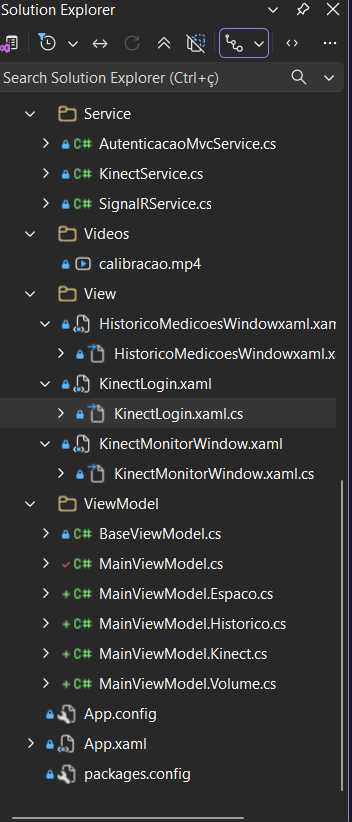 Solution Explorer
Search Solution Explorer (Ctrl+ç)
Service
C# AutenticacaoMvcService.cs
C# KinectService.cs
C# SignalRService.cs
Videos
calibracao.mp4
View
HistoricoMedicoesWindowxaml.xam
HistoricoMedicoesWindowxaml.x
KinectLogin.xaml
KinectLogin.xaml.cs
KinectMonitorWindow.xaml
KinectMonitorWindow.xaml.cs
ViewModel
C# BaseViewModel.cs
C# MainViewModel.cs
+ C# MainViewModel.Espaco.cs
+ C# MainViewModel.Historico.cs
+ C# MainViewModel.Kinect.cs
+ C# MainViewModel.Volume.cs
App.config
App.xaml
packages.config